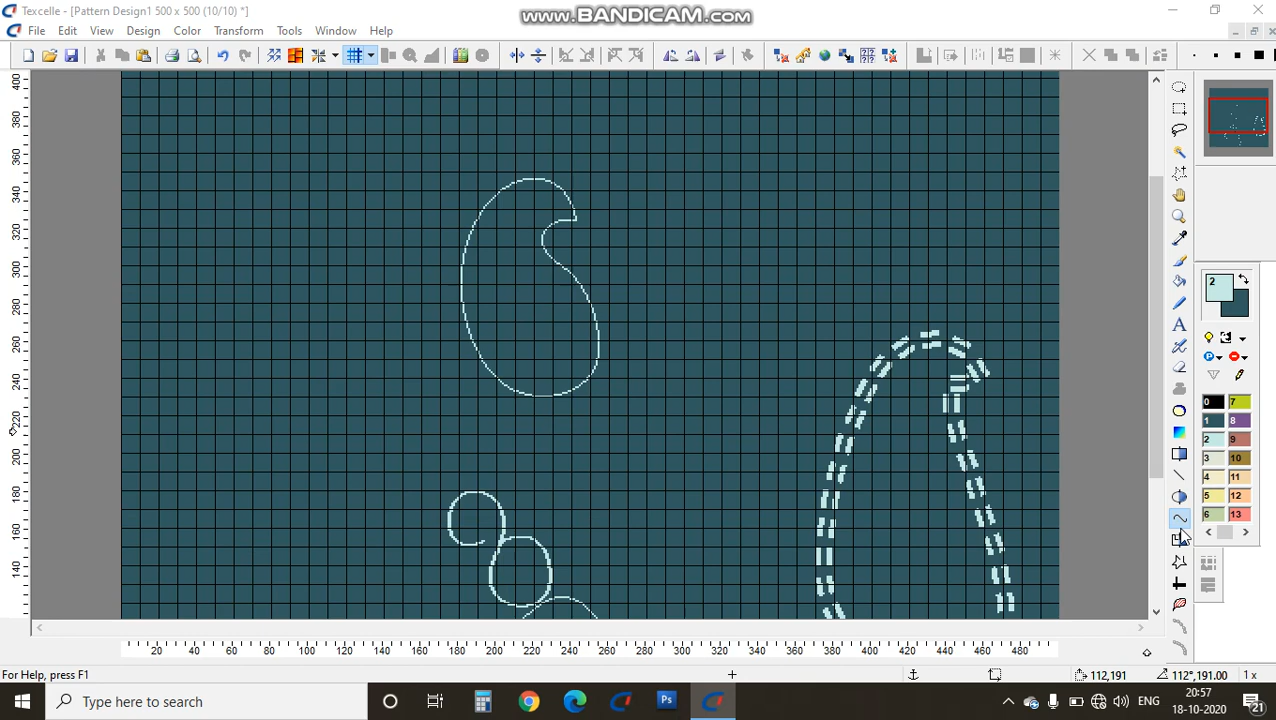 Texcelle - [Pattern Design1 500 x 500 (10/10) *]
www.BANDICAM.com
File Edit View Design Color Transform Tools Window Help
400
380
360
340
320
300
280
260
240
220
200
180
160
140
2
A
0 7
1 8
2 9
3 10
4 11
5 12
6 13
20 40 60 80 100 120 140 160 180 200 220 240 260 280 300 320 340 360 380 400 420 440 460 480
For Help, press F1
112,191
112°,191.00
1 x
Type here to search
Ps
ENG
20:57
18-10-2020
21